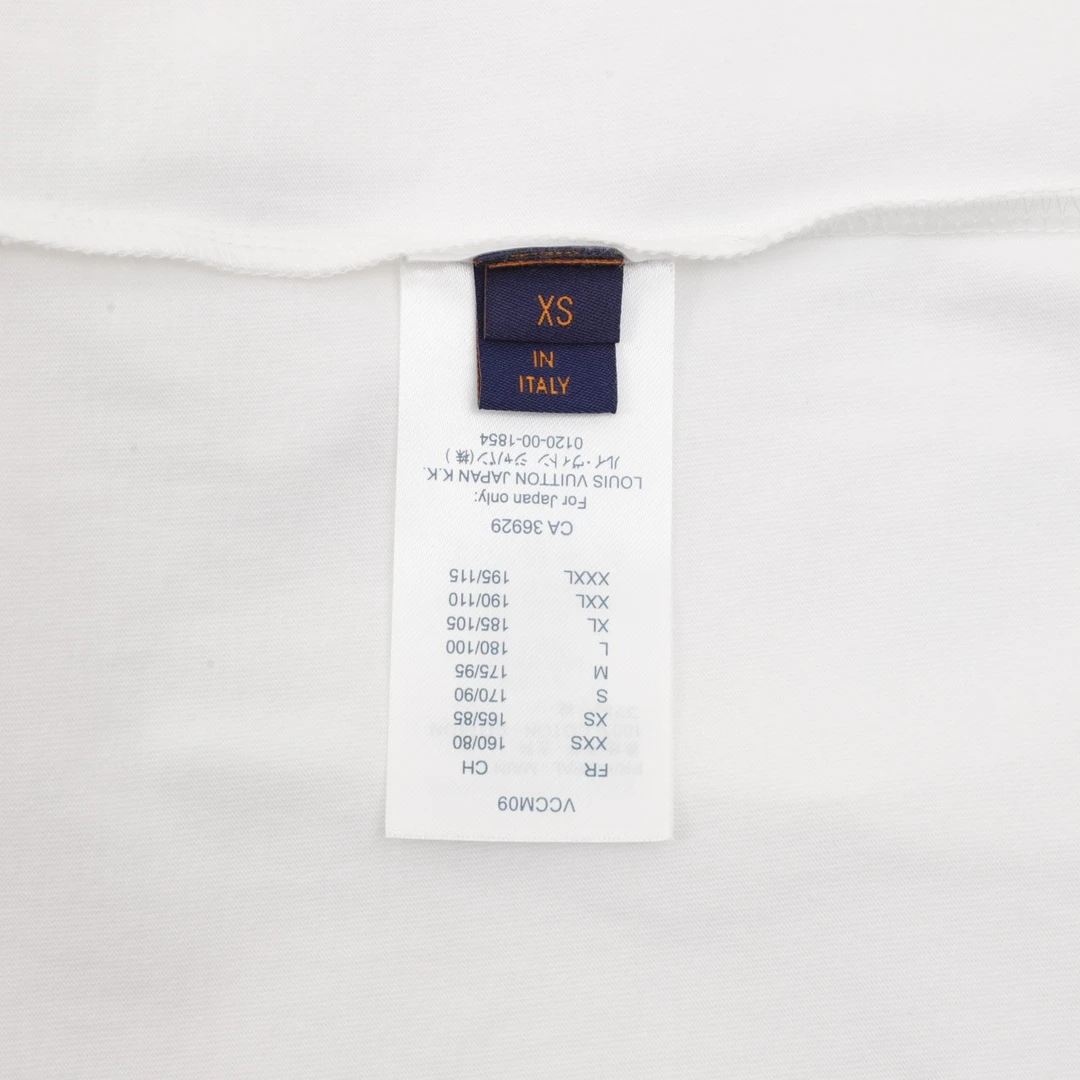 XS
IN
ITALY
VCCM09
FR CH
XXS 160/80
XS 165/85
S 170/90
M 175/95
L 180/100
XL 185/105
XXL 190/110
XXXL 195/115
CA 36929
For Japan only:
LOUIS VUITTON JAPAN K.K.
ルイ・ヴィトン ジャパン(株)
0120-00-1854